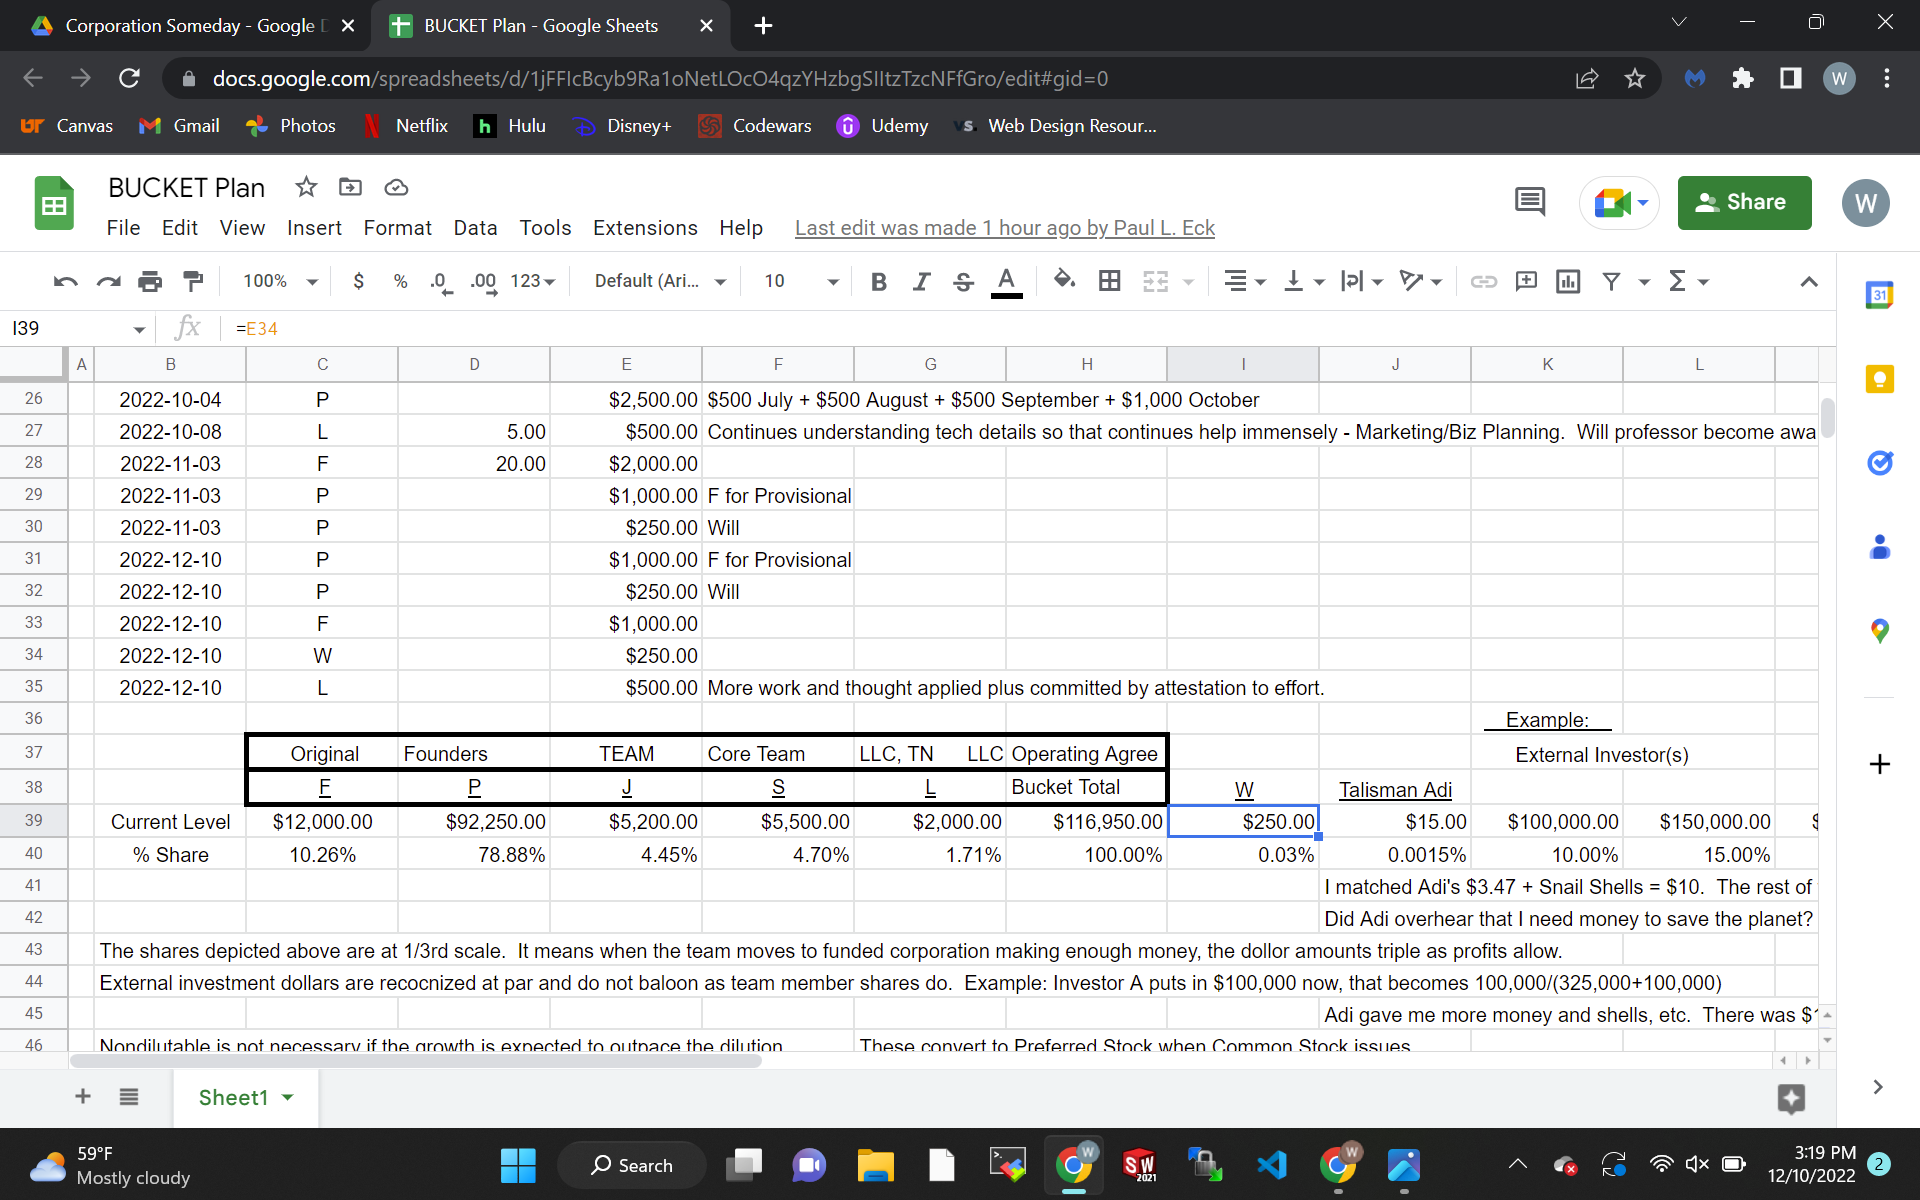 Corporation Someday - Google D
BUCKET Plan - Google Sheets
docs.google.com/spreadsheets/d/1jFFIcBcyb9Ra1oNetLOcO4qzYHzbgSIItzTzcNFfGro/edit#gid=0
W
Canvas Gmail Photos Netflix h Hulu Disney+ Codewars Udemy VS. Web Design Resour...
BUCKET Plan
Share
W
File Edit View Insert Format Data Tools Extensions Help Last edit was made 1 hour ago by Paul L. Eck
100% $ % .0 .00 123 Default (Ari... 10 B I S A
31
I39 fx =E34
A B C D E F G H I J K L
26 2022-10-04 P $2,500.00 $500 July + $500 August + $500 September + $1,000 October
27 2022-10-08 L 5.00 $500.00 Continues understanding tech details so that continues help immensely - Marketing/Biz Planning. Will professor become awa
28 2022-11-03 F 20.00 $2,000.00
29 2022-11-03 P $1,000.00 F for Provisional
30 2022-11-03 P $250.00 Will
31 2022-12-10 P $1,000.00 F for Provisional
32 2022-12-10 P $250.00 Will
33 2022-12-10 F $1,000.00
34 2022-12-10 W $250.00
35 2022-12-10 L $500.00 More work and thought applied plus committed by attestation to effort.
36 Example:
37 Original Founders TEAM Core Team LLC, TN LLC Operating Agree External Investor(s)
38 F P J S L Bucket Total W Talisman Adi
39 Current Level $12,000.00 $92,250.00 $5,200.00 $5,500.00 $2,000.00 $116,950.00 $250.00 $15.00 $100,000.00 $150,000.00 $
40 % Share 10.26% 78.88% 4.45% 4.70% 1.71% 100.00% 0.03% 0.0015% 10.00% 15.00%
41 I matched Adi's $3.47 + Snail Shells = $10. The rest of
42 Did Adi overhear that I need money to save the planet?
43 The shares depicted above are at 1/3rd scale. It means when the team moves to funded corporation making enough money, the dollor amounts triple as profits allow.
44 External investment dollars are recocnized at par and do not baloon as team member shares do. Example: Investor A puts in $100,000 now, that becomes 100,000/(325,000+100,000)
45 Adi gave me more money and shells, etc. There was $1
46 Nondilutable is not necessary if the growth is expected to outpace the dilution These convert to Preferred Stock when Common Stock issues
Sheet1
59°F
Mostly cloudy
Search
W
SW
2021
W
3:19 PM
12/10/2022
2